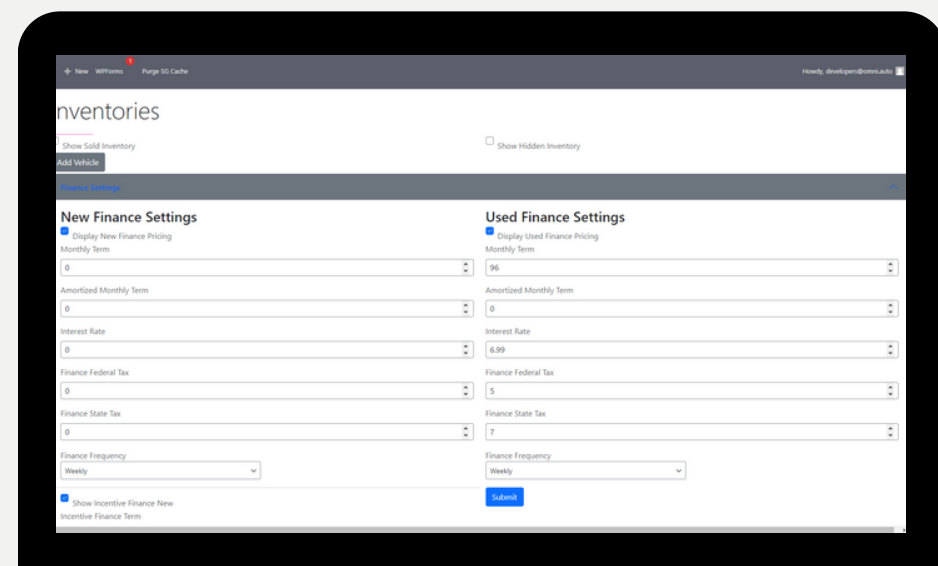 1
+ New WPForms Purge SG Cache Howdy, developers@omni.auto
nventories
Show Sold Inventory Show Hidden Inventory
Add Vehicle
Finance Settings
New Finance Settings
Display New Finance Pricing
Monthly Term
0
Amortized Monthly Term
0
Interest Rate
0
Finance Federal Tax
0
Finance State Tax
0
Finance Frequency
Weekly
Show Incentive Finance New
Incentive Finance Term
Used Finance Settings
Display Used Finance Pricing
Monthly Term
96
Amortized Monthly Term
0
Interest Rate
6.99
Finance Federal Tax
5
Finance State Tax
7
Finance Frequency
Weekly
Submit